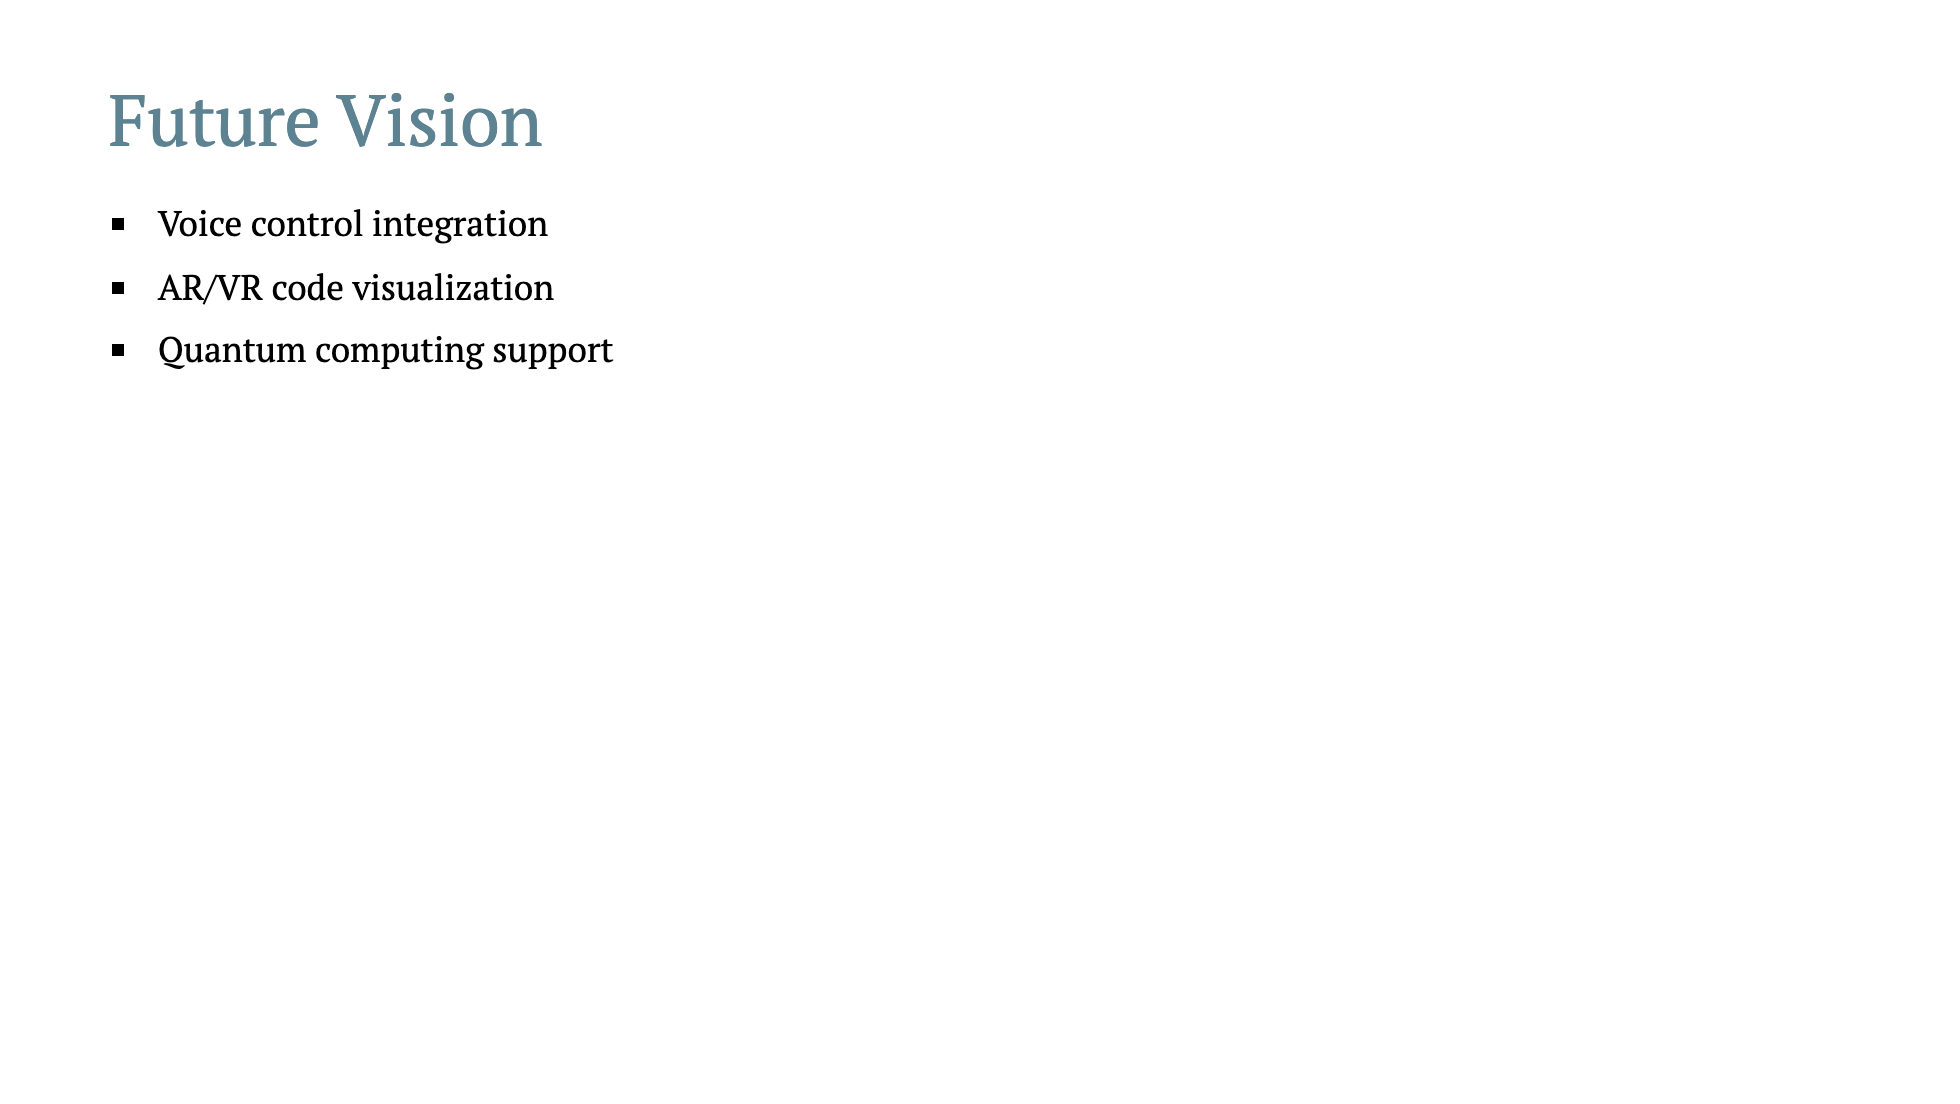 Future Vision
▪ Voice control integration
▪ AR/VR code visualization
▪ Quantum computing support